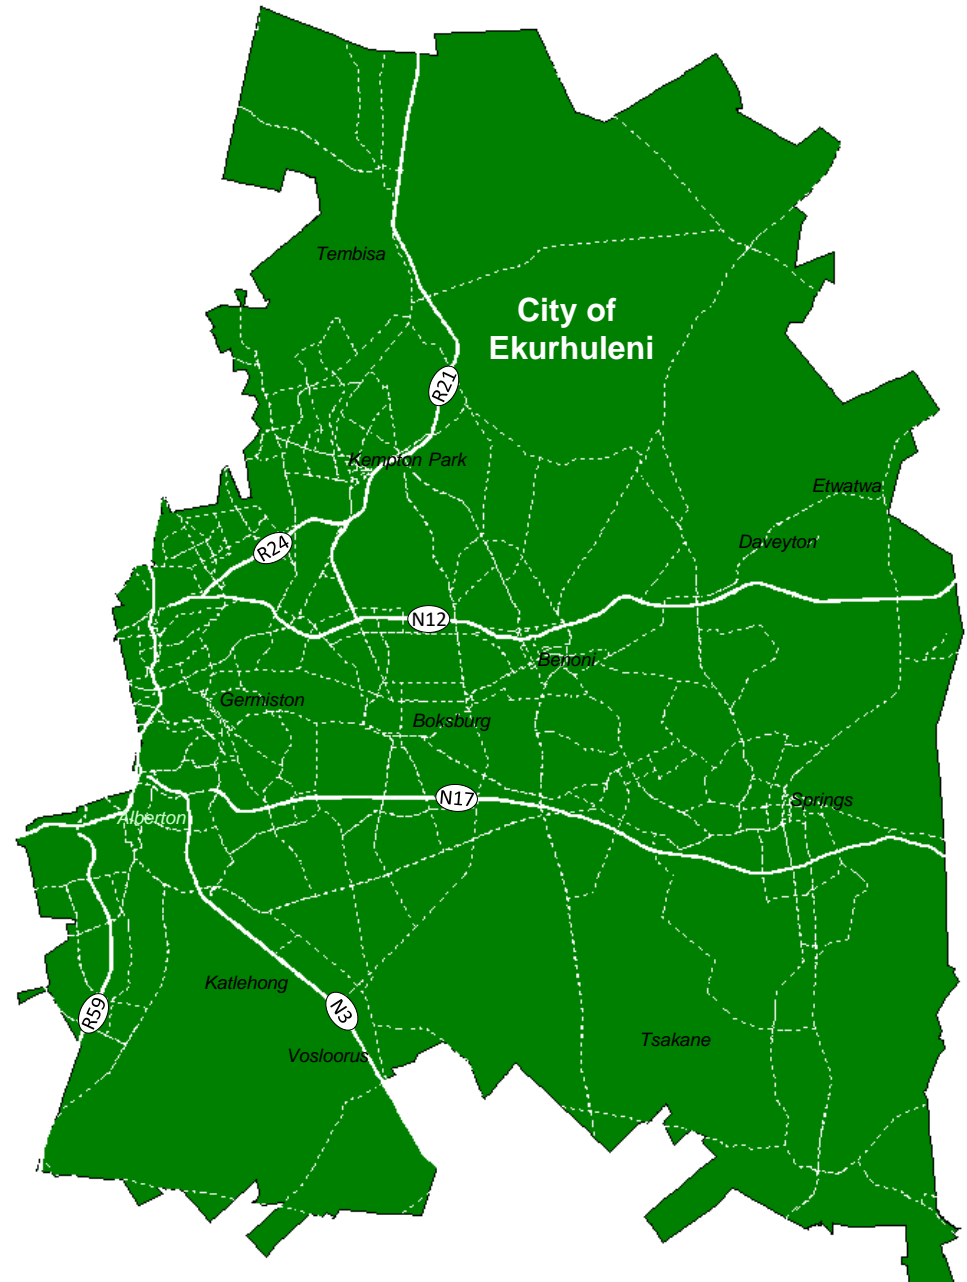 Tembisa
City of
Ekurhuleni
R21
Kempton Park
Etwatwa
Daveyton
R24
N12
Benoni
Germiston
Boksburg
N17
Springs
Alberton
Katlehong
R59
N3
Tsakane
Vosloorus